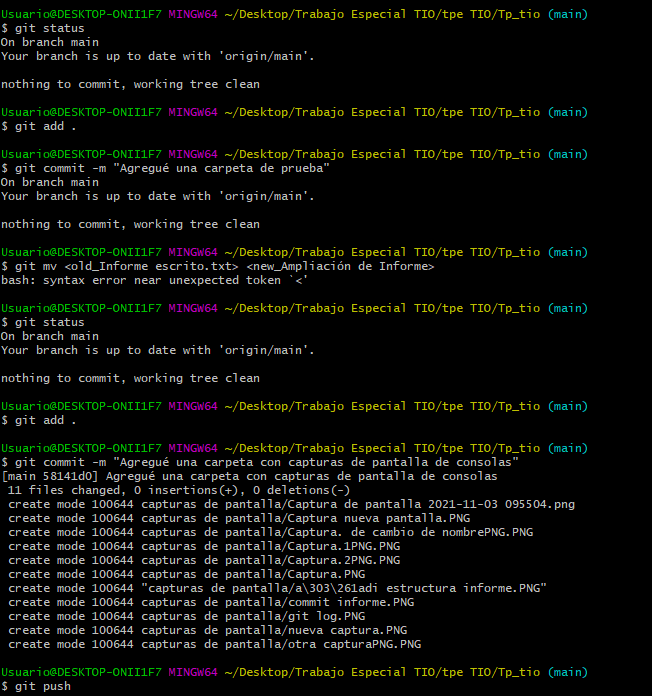 Usuario@DESKTOP-ONII1F7 MINGW64 ~/Desktop/Trabajo Especial TIO/tpe TIO/Tp_tio (main)
$ git status
On branch main
Your branch is up to date with 'origin/main'.
nothing to commit, working tree clean
Usuario@DESKTOP-ONII1F7 MINGW64 ~/Desktop/Trabajo Especial TIO/tpe TIO/Tp_tio (main)
$ git add .
Usuario@DESKTOP-ONII1F7 MINGW64 ~/Desktop/Trabajo Especial TIO/tpe TIO/Tp_tio (main)
$ git commit -m "Agregué una carpeta de prueba"
On branch main
Your branch is up to date with 'origin/main'.
nothing to commit, working tree clean
Usuario@DESKTOP-ONII1F7 MINGW64 ~/Desktop/Trabajo Especial TIO/tpe TIO/Tp_tio (main)
$ git mv <old_Informe escrito.txt> <new_Ampliación de Informe>
bash: syntax error near unexpected token `<'
Usuario@DESKTOP-ONII1F7 MINGW64 ~/Desktop/Trabajo Especial TIO/tpe TIO/Tp_tio (main)
$ git status
On branch main
Your branch is up to date with 'origin/main'.
nothing to commit, working tree clean
Usuario@DESKTOP-ONII1F7 MINGW64 ~/Desktop/Trabajo Especial TIO/tpe TIO/Tp_tio (main)
$ git add .
Usuario@DESKTOP-ONII1F7 MINGW64 ~/Desktop/Trabajo Especial TIO/tpe TIO/Tp_tio (main)
$ git commit -m "Agregué una carpeta con capturas de pantalla de consolas"
[main 58141d0] Agregué una carpeta con capturas de pantalla de consolas
 11 files changed, 0 insertions(+), 0 deletions(-)
 create mode 100644 capturas de pantalla/Captura de pantalla 2021-11-03 095504.png
 create mode 100644 capturas de pantalla/Captura nueva pantalla.PNG
 create mode 100644 capturas de pantalla/Captura. de cambio de nombrePNG.PNG
 create mode 100644 capturas de pantalla/Captura.1PNG.PNG
 create mode 100644 capturas de pantalla/Captura.2PNG.PNG
 create mode 100644 capturas de pantalla/Captura.PNG
 create mode 100644 "capturas de pantalla/a\303\261adi estructura informe.PNG"
 create mode 100644 capturas de pantalla/commit informe.PNG
 create mode 100644 capturas de pantalla/git log.PNG
 create mode 100644 capturas de pantalla/nueva captura.PNG
 create mode 100644 capturas de pantalla/otra capturaPNG.PNG
Usuario@DESKTOP-ONII1F7 MINGW64 ~/Desktop/Trabajo Especial TIO/tpe TIO/Tp_tio (main)
$ git push